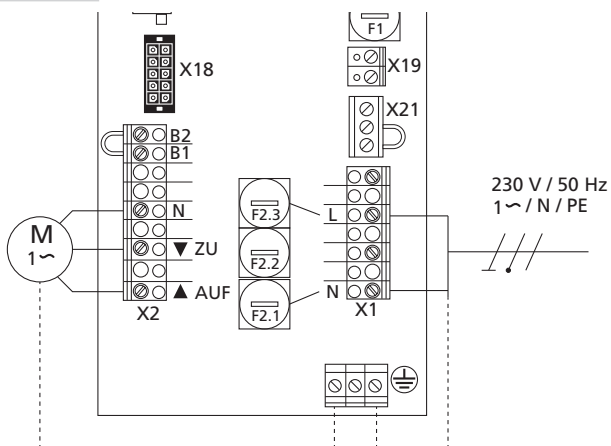 F1
X18
X19
X21
B2
B1
N
ZU
AUF
X2
M
1~
F2.3
F2.2
F2.1
L
N
X1
230 V / 50 Hz
1~ / N / PE